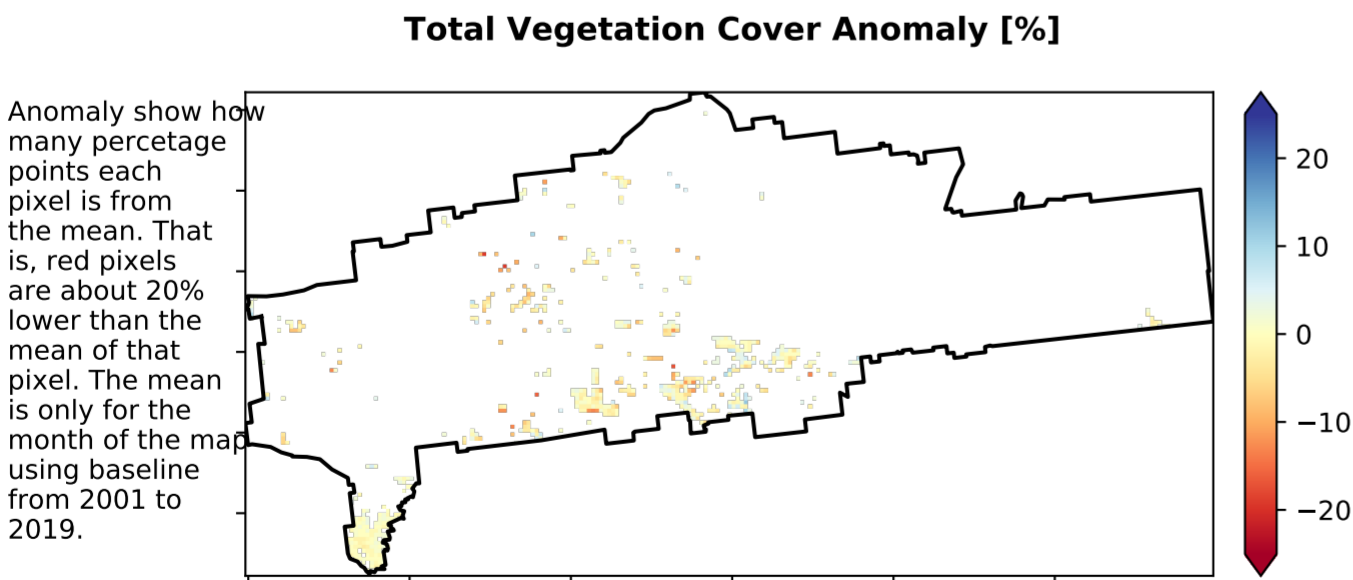 Total Vegetation Cover Anomaly [%]
Anomaly show how
many percetage
points each
pixel is from
the mean. That
is, red pixels
are about 20%
lower than the
mean of that
pixel. The mean
is only for the
month of the map
using baseline
from 2001 to
2019.
20
10
0
−10
−20